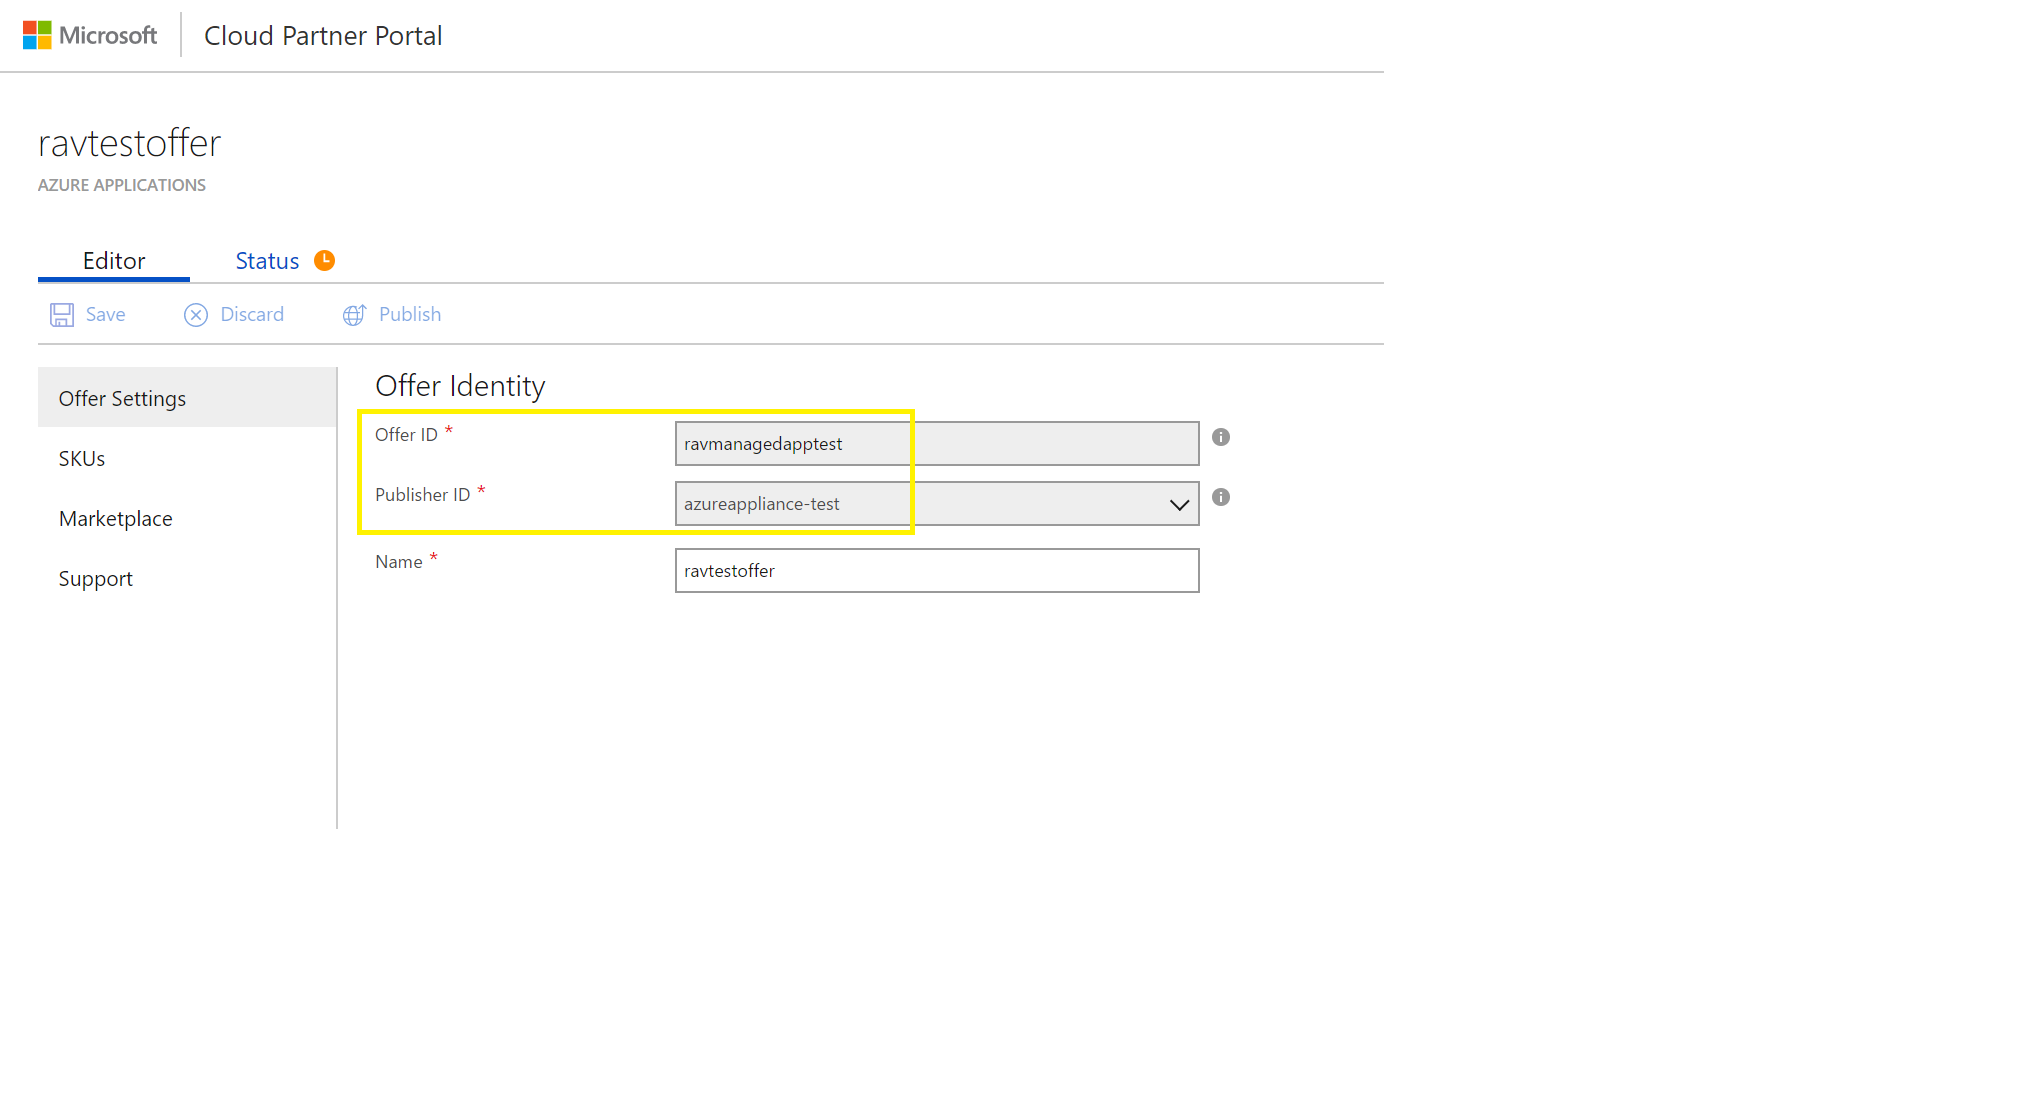 Microsoft Cloud Partner Portal
ravtestoffer
AZURE APPLICATIONS
Editor Status
Save Discard Publish
Offer Settings
SKUs
Marketplace
Support
Offer Identity
Offer ID * ravmanagedapptest
Publisher ID * azureappliance-test
Name * ravtestoffer